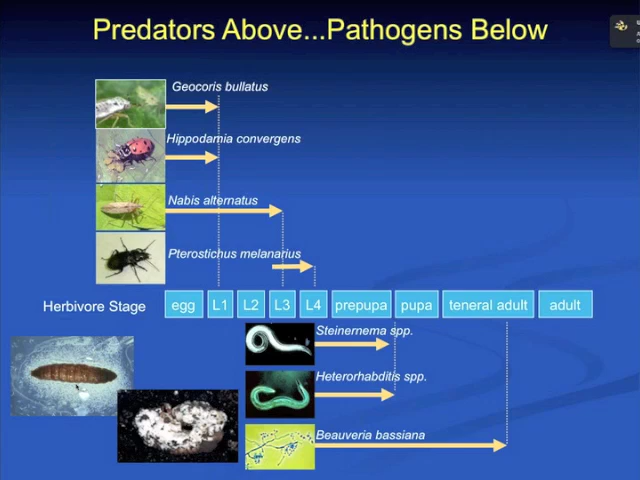 Predators Above...Pathogens Below
Geocoris bullatus
Hippodamia convergens
Nabis alternatus
Pterostichus melanarius
Herbivore Stage egg L1 L2 L3 L4 prepupa pupa teneral adult adult
Steinernema spp.
Heterorhabditis spp.
Beauveria bassiana